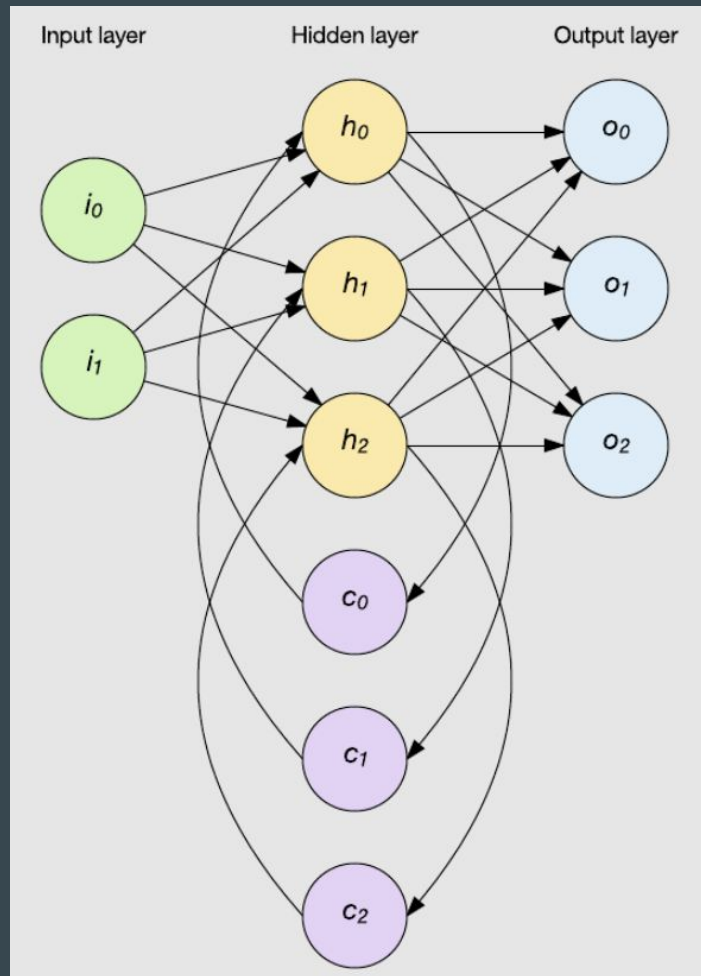 Input layer
Hidden layer
Output layer
h₀
o₀
i₀
h₁
o₁
i₁
h₂
o₂
c₀
c₁
c₂